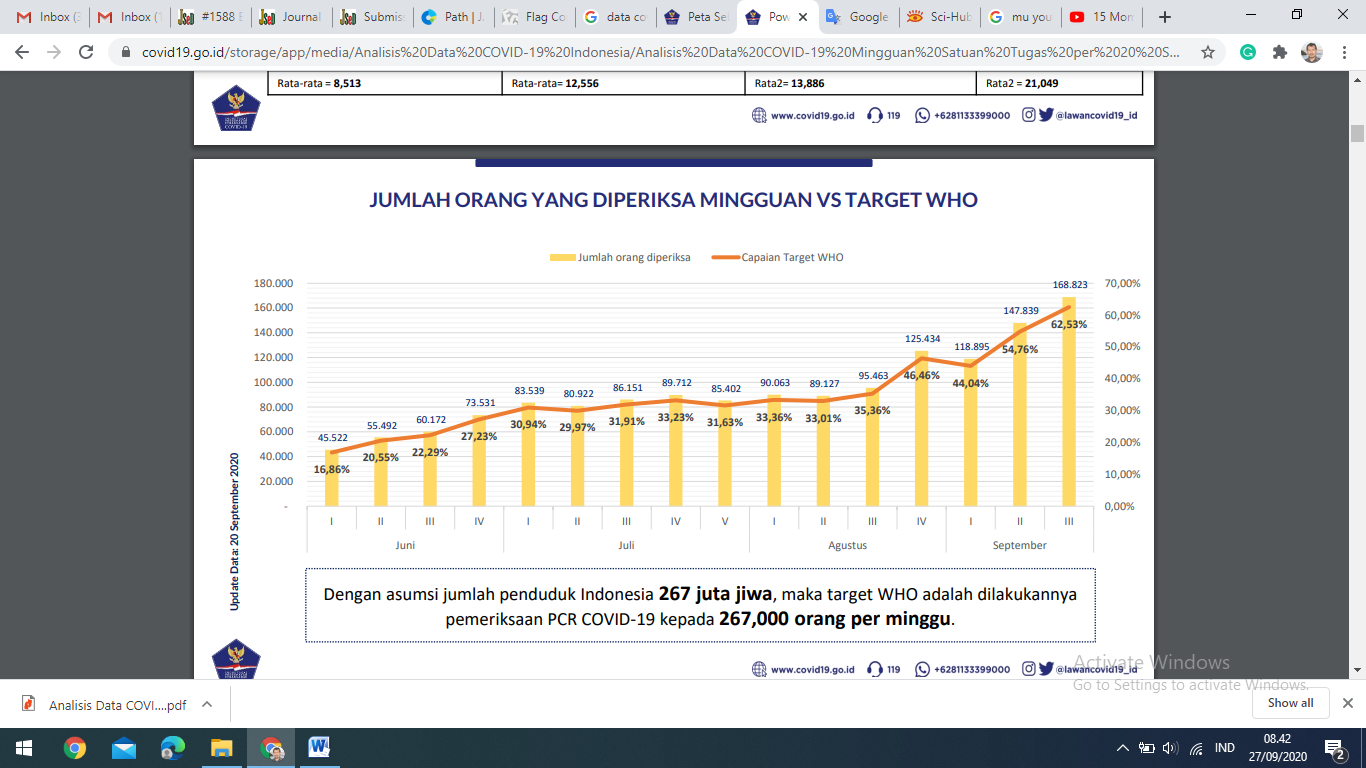 Inbox (
Inbox (
#1588
Journal
Submis
Path | J.
Flag Co
data co
Peta Se
Pow
Google
Sci-Hub
mu you
15 Mon
covid19.go.id/storage/app/media/Analisis%20Data%20COVID-19%20Indonesia/Analisis%20Data%20COVID-19%20Mingguan%20Satuan%20Tugas%20per%2020%20S...
Rata-rata = 8,513
Rata-rata= 12,556
Rata2= 13,886
Rata2 = 21,049
www.covid19.go.id 119 +6281133399000 @lawancovid19_id
JUMLAH ORANG YANG DIPERIKSA MINGGUAN VS TARGET WHO
Jumlah orang diperiksa Capaian Target WHO
180.000
160.000
140.000
120.000
100.000
80.000
60.000
40.000
20.000
-
70,00%
60,00%
50,00%
40,00%
30,00%
20,00%
10,00%
0,00%
45.522
55.492
60.172
73.531
83.539
80.922
86.151
89.712
85.402
90.063
89.127
95.463
125.434
118.895
147.839
168.823
16,86%
20,55%
22,29%
27,23%
30,94%
29,97%
31,91%
33,23%
31,63%
33,36%
33,01%
35,36%
46,46%
44,04%
54,76%
62,53%
I II III IV I II III IV V I II III IV I II III
Juni Juli Agustus September
Update Data: 20 September 2020
Dengan asumsi jumlah penduduk Indonesia 267 juta jiwa, maka target WHO adalah dilakukannya
pemeriksaan PCR COVID-19 kepada 267,000 orang per minggu.
www.covid19.go.id 119 +6281133399000 @lawancovid19_id
Activate Windows
Go to Settings to activate Windows.
Analisis Data COVI....pdf
Show all
IND
08.42
27/09/2020
2